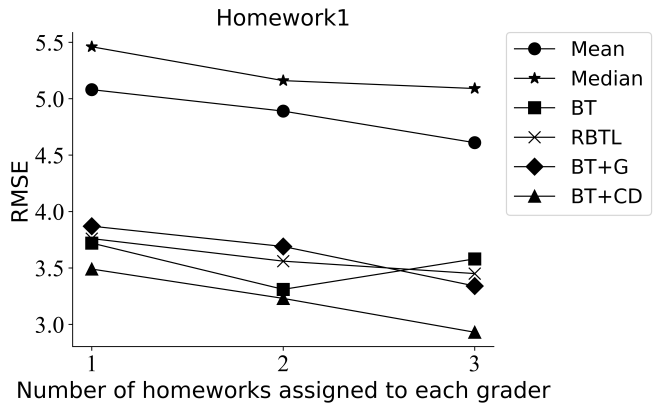 Homework1
5.5
5.0
4.5
4.0
3.5
3.0
RMSE
1 2 3
Number of homeworks assigned to each grader
Mean
Median
BT
RBTL
BT+G
BT+CD